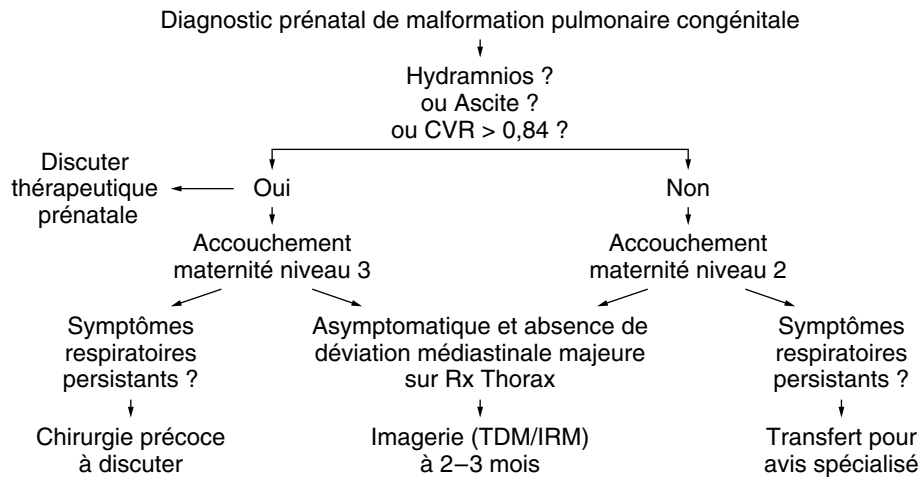 Diagnostic prénatal de malformation pulmonaire congénitale
Hydramnios ?
ou Ascite ?
ou CVR > 0,84 ?
Discuter
thérapeutique
prénatale
Oui
Non
Accouchement
maternité niveau 3
Accouchement
maternité niveau 2
Symptômes
respiratoires
persistants ?
Asymptomatique et absence de
déviation médiastinale majeure
sur Rx Thorax
Symptômes
respiratoires
persistants ?
Chirurgie précoce
à discuter
Imagerie (TDM/IRM)
à 2–3 mois
Transfert pour
avis spécialisé